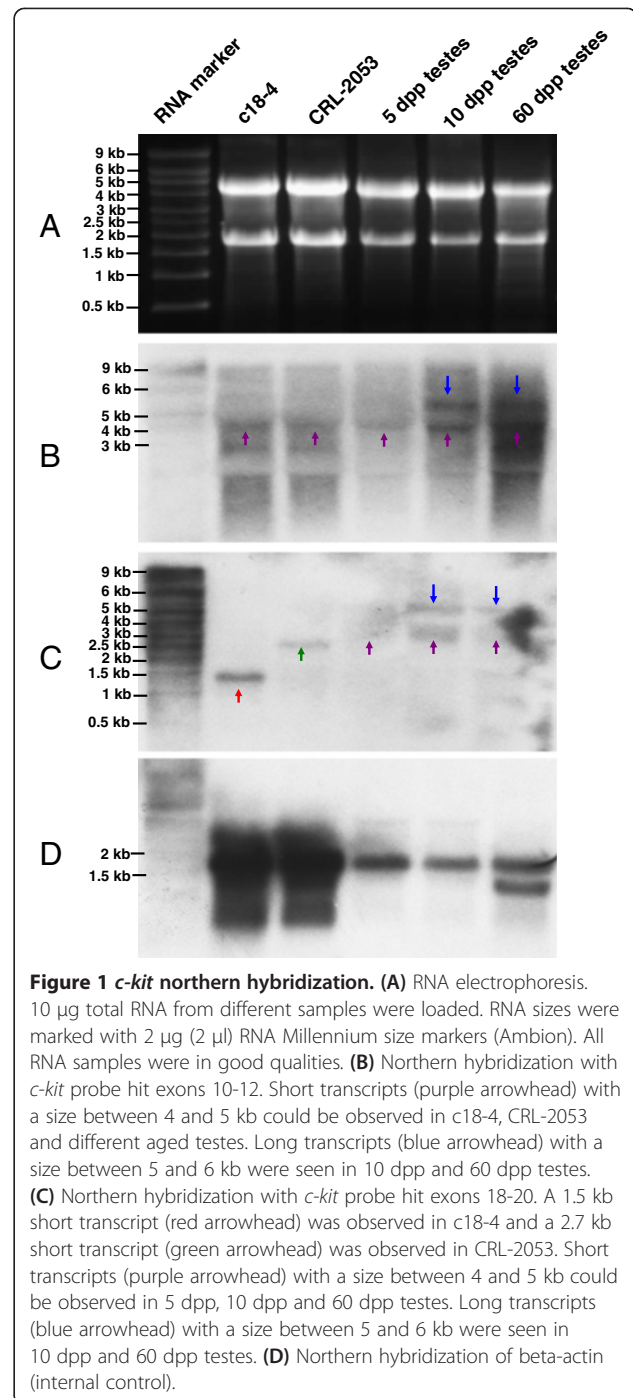 RNA marker
c18-4
CRL-2053
5 dpp testes
10 dpp testes
60 dpp testes
A
9 kb
6 kb
5 kb
4 kb
3 kb
2.5 kb
2 kb
1.5 kb
1 kb
0.5 kb
B
9 kb
6 kb
5 kb
4 kb
3 kb
C
9 kb
6 kb
5 kb
4 kb
3 kb
2.5 kb
2 kb
1.5 kb
1 kb
0.5 kb
D
2 kb
1.5 kb
Figure 1 c-kit northern hybridization. (A) RNA electrophoresis.
10 μg total RNA from different samples were loaded. RNA sizes were
marked with 2 μg (2 μl) RNA Millennium size markers (Ambion). All
RNA samples were in good qualities. (B) Northern hybridization with
c-kit probe hit exons 10-12. Short transcripts (purple arrowhead) with
a size between 4 and 5 kb could be observed in c18-4, CRL-2053
and different aged testes. Long transcripts (blue arrowhead) with a
size between 5 and 6 kb were seen in 10 dpp and 60 dpp testes.
(C) Northern hybridization with c-kit probe hit exons 18-20. A 1.5 kb
short transcript (red arrowhead) was observed in c18-4 and a 2.7 kb
short transcript (green arrowhead) was observed in CRL-2053. Short
transcripts (purple arrowhead) with a size between 4 and 5 kb could
be observed in 5 dpp, 10 dpp and 60 dpp testes. Long transcripts
(blue arrowhead) with a size between 5 and 6 kb were seen in
10 dpp and 60 dpp testes. (D) Northern hybridization of beta-actin
(internal control).